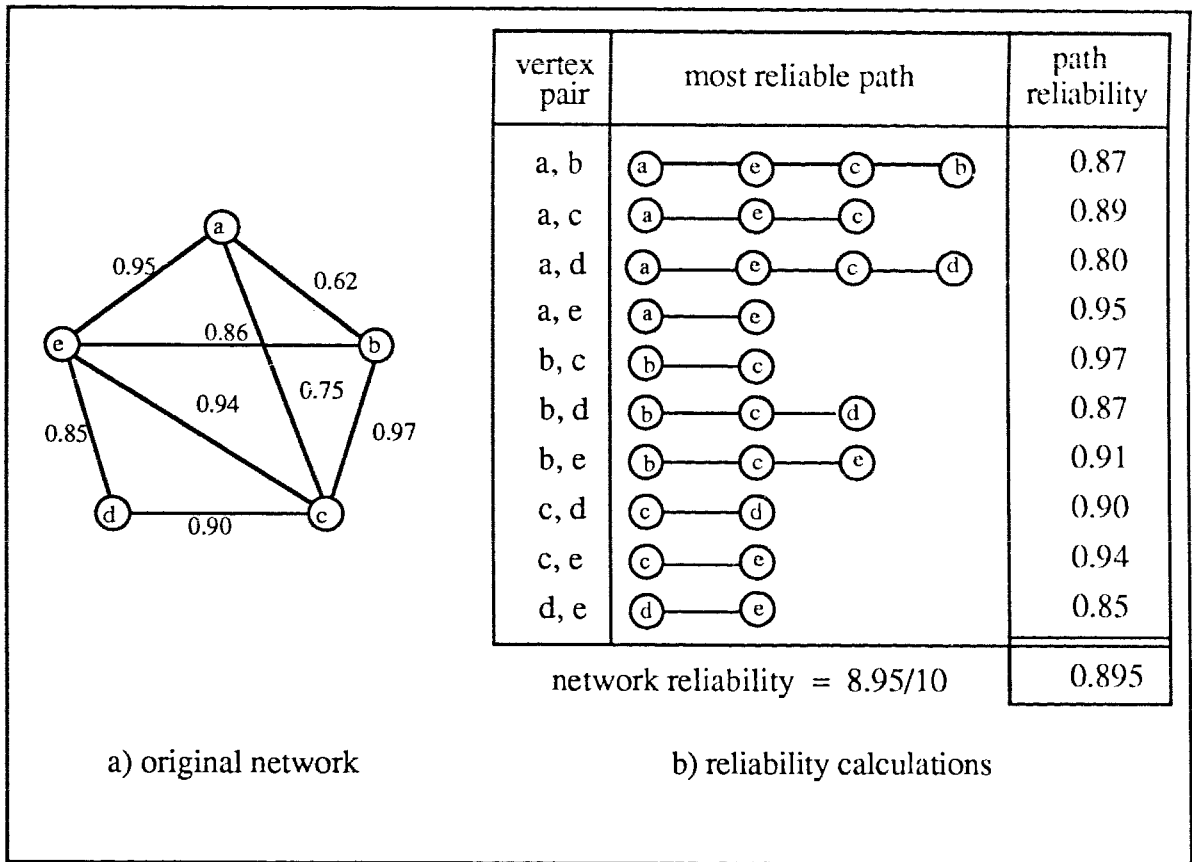 a
0.95
0.62
e
0.86
b
0.94
0.75
0.97
0.85
d
0.90
c
a) original network
vertex pair most reliable path path reliability
a, b a e c b 0.87
a, c a e c 0.89
a, d a e c d 0.80
a, e a e 0.95
b, c b c 0.97
b, d b c d 0.87
b, e b c e 0.91
c, d c d 0.90
c, e c e 0.94
d, e d e 0.85
network reliability = 8.95/10 0.895
b) reliability calculations